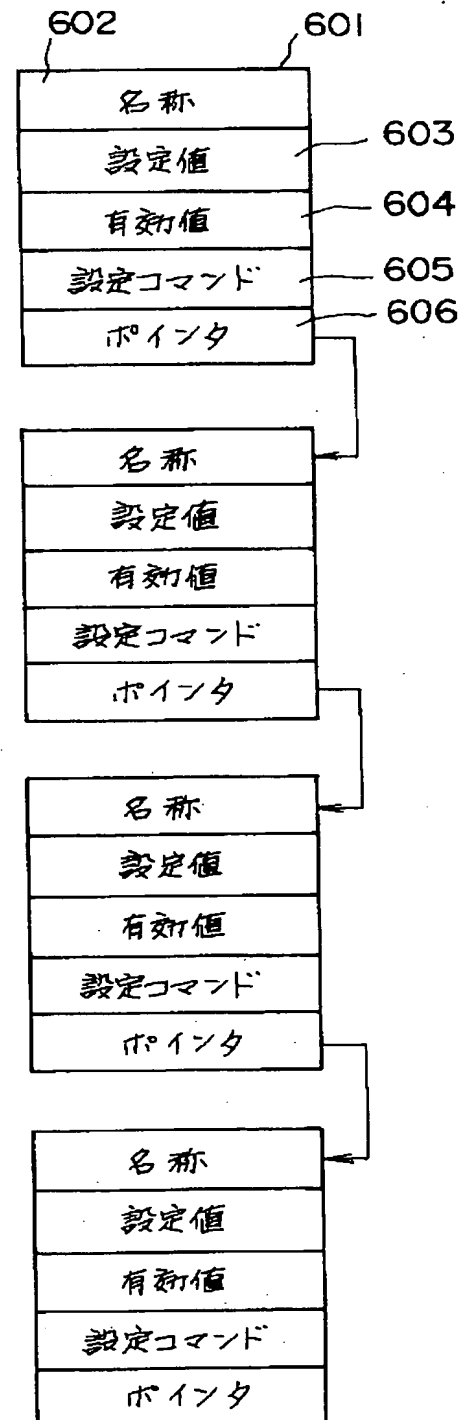 602
601
名称
設定値
603
有効値
604
設定コマンド
605
ポインタ
606
名称
設定値
有効値
設定コマンド
ポインタ
名称
設定値
有効値
設定コマンド
ポインタ
名称
設定値
有効値
設定コマンド
ポインタ